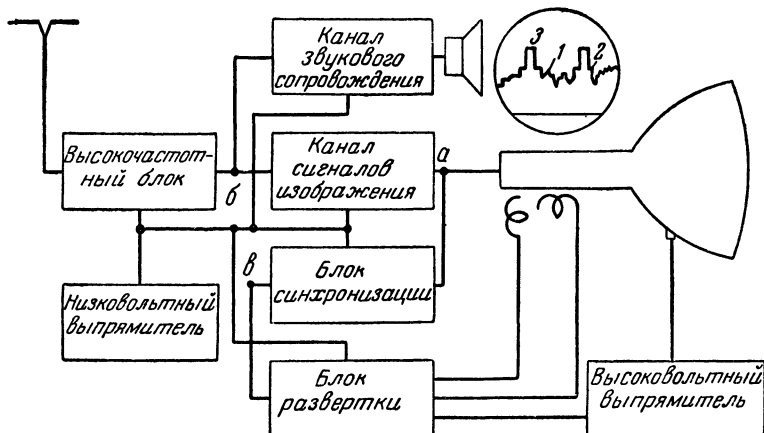 Канал
звукового
сопровождения
3
1
2
Высокочастот-
ный блок
б
Канал
сигналов
изображения
а
Низковольтный
выпрямитель
в
Блок
синхронизации
Блок
развертки
Высоковольтный
выпрямитель